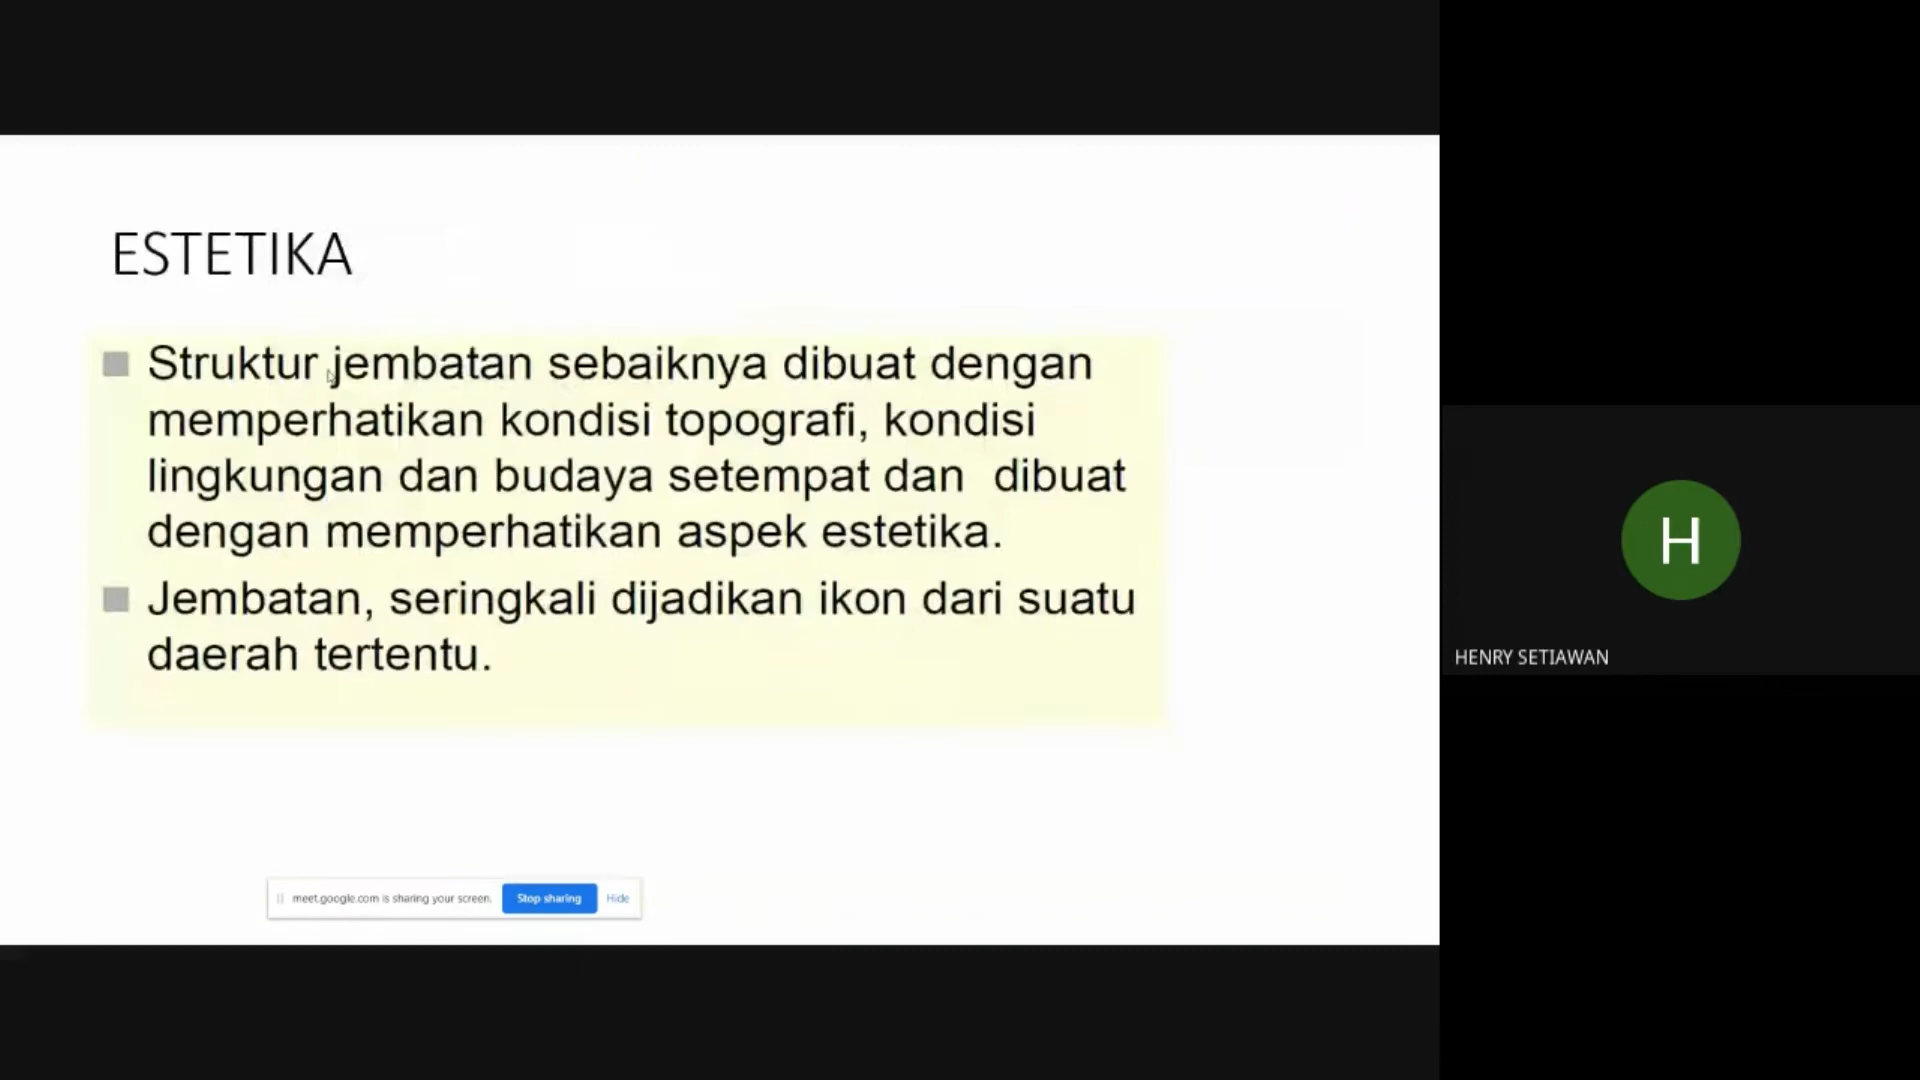 ESTETIKA
Struktur jembatan sebaiknya dibuat dengan
memperhatikan kondisi topografi, kondisi
lingkungan dan budaya setempat dan dibuat
dengan memperhatikan aspek estetika.
Jembatan, seringkali dijadikan ikon dari suatu
daerah tertentu.
meet.google.com is sharing your screen. Stop sharing Hide
H
HENRY SETIAWAN